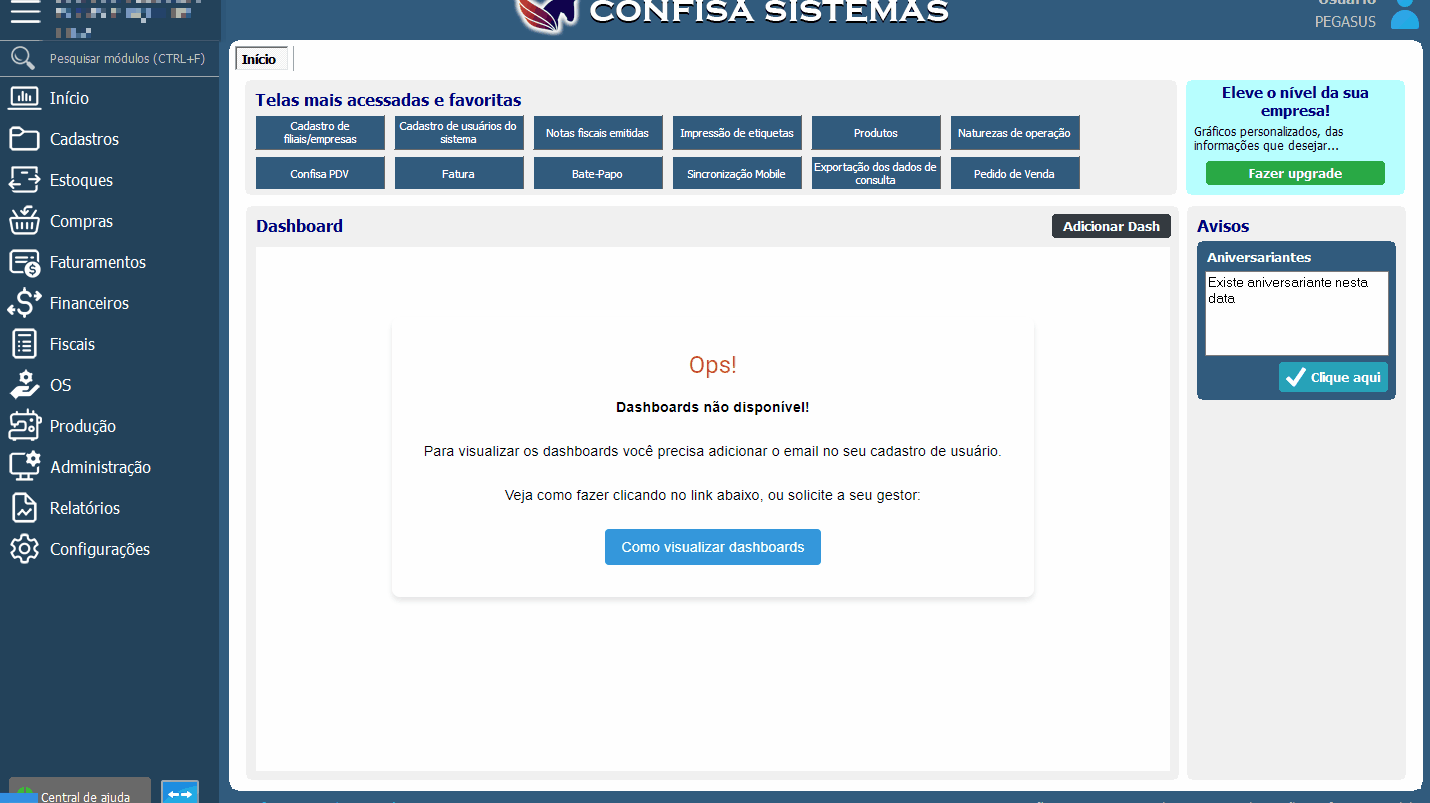 CONFISA SISTEMAS
Usuário
PEGASUS
Pesquisar módulos (CTRL+F)
Início
Cadastros
Estoques
Compras
Faturamentos
Financeiros
Fiscais
OS
Produção
Administração
Relatórios
Configurações
Central de ajuda
Início
Telas mais acessadas e favoritas
Cadastro de
filiais/empresas
Cadastro de usuários do
sistema
Notas fiscais emitidas
Impressão de etiquetas
Produtos
Naturezas de operação
Confisa PDV
Fatura
Bate-Papo
Sincronização Mobile
Exportação dos dados de
consulta
Pedido de Venda
Eleve o nível da sua
empresa!
Gráficos personalizados, das
informações que desejar...
Fazer upgrade
Dashboard
Adicionar Dash
Ops!
Dashboards não disponível!
Para visualizar os dashboards você precisa adicionar o email no seu cadastro de usuário.
Veja como fazer clicando no link abaixo, ou solicite a seu gestor:
Como visualizar dashboards
Avisos
Aniversariantes
Existe aniversariante nesta
data
Clique aqui